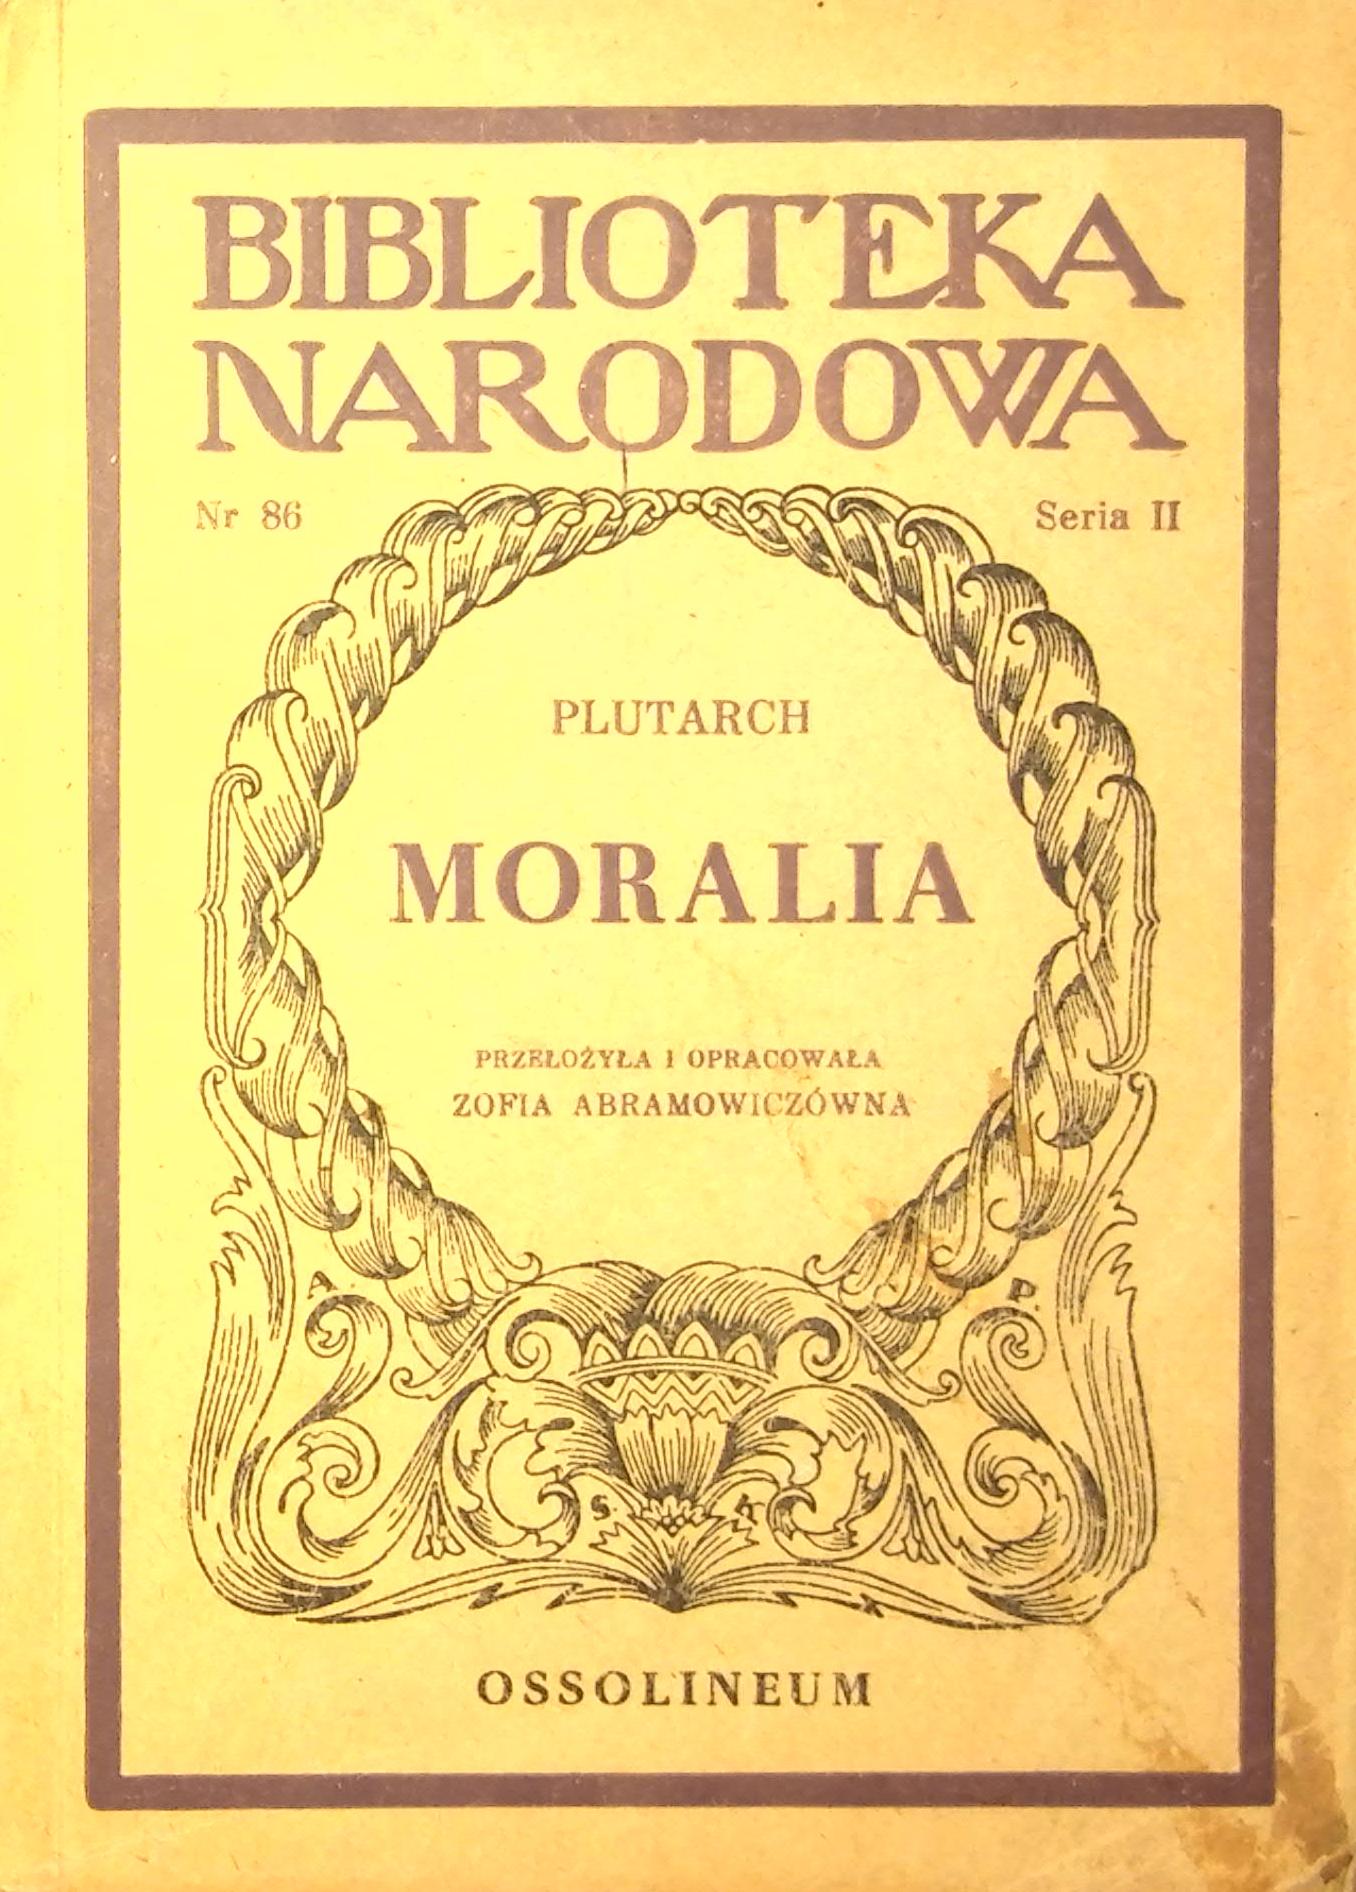 BIBLIOTEKA
NARODOWA
Nr 86 Seria II
PLUTARCH
MORALIA
PRZEŁOŻYŁA I OPRACOWAŁA
ZOFIA ABRAMOWICZÓWNA
A. P.
S. K
OSSOLINEUM